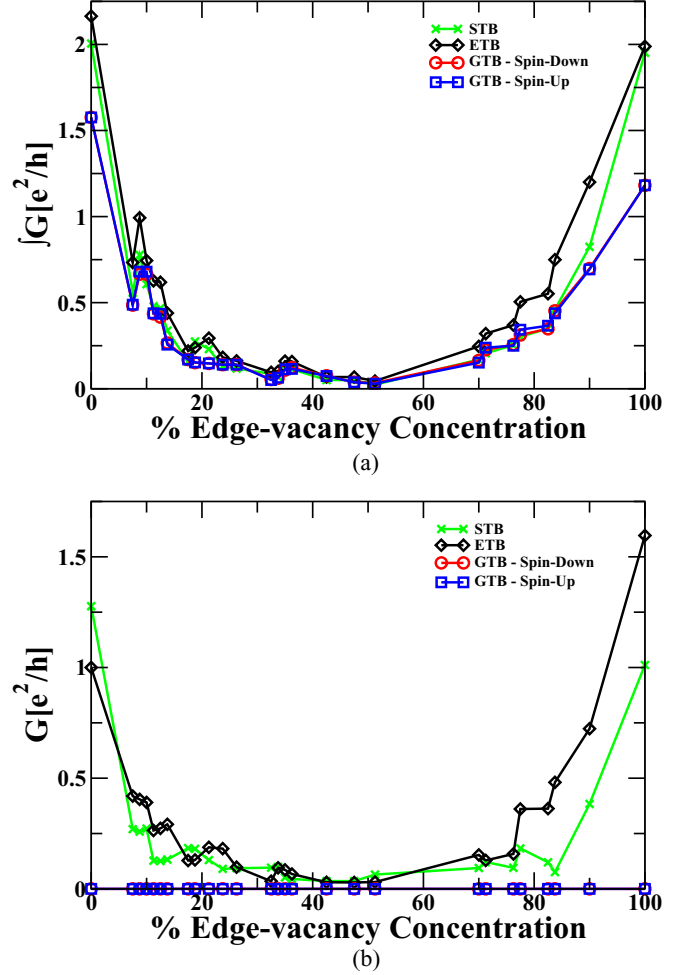 STB
ETB
GTB - Spin-Down
GTB - Spin-Up
∫G[e²/h]
2
1.5
1
0.5
0
0 20 40 60 80 100
% Edge-vacancy Concentration
(a)
STB
ETB
GTB - Spin-Down
GTB - Spin-Up
G[e²/h]
1.5
1
0.5
0
0 20 40 60 80 100
% Edge-vacancy Concentration
(b)